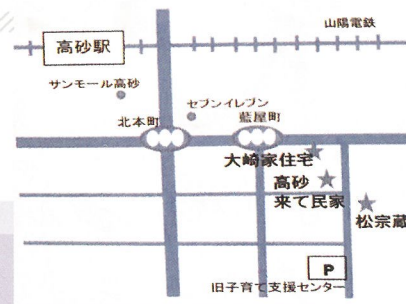 山陽電鉄
高砂駅
サンモール高砂
セブンイレブン
北本町
藍屋町
大崎家住宅
高砂
来て民家
松宗蔵
P
旧子育て支援センター